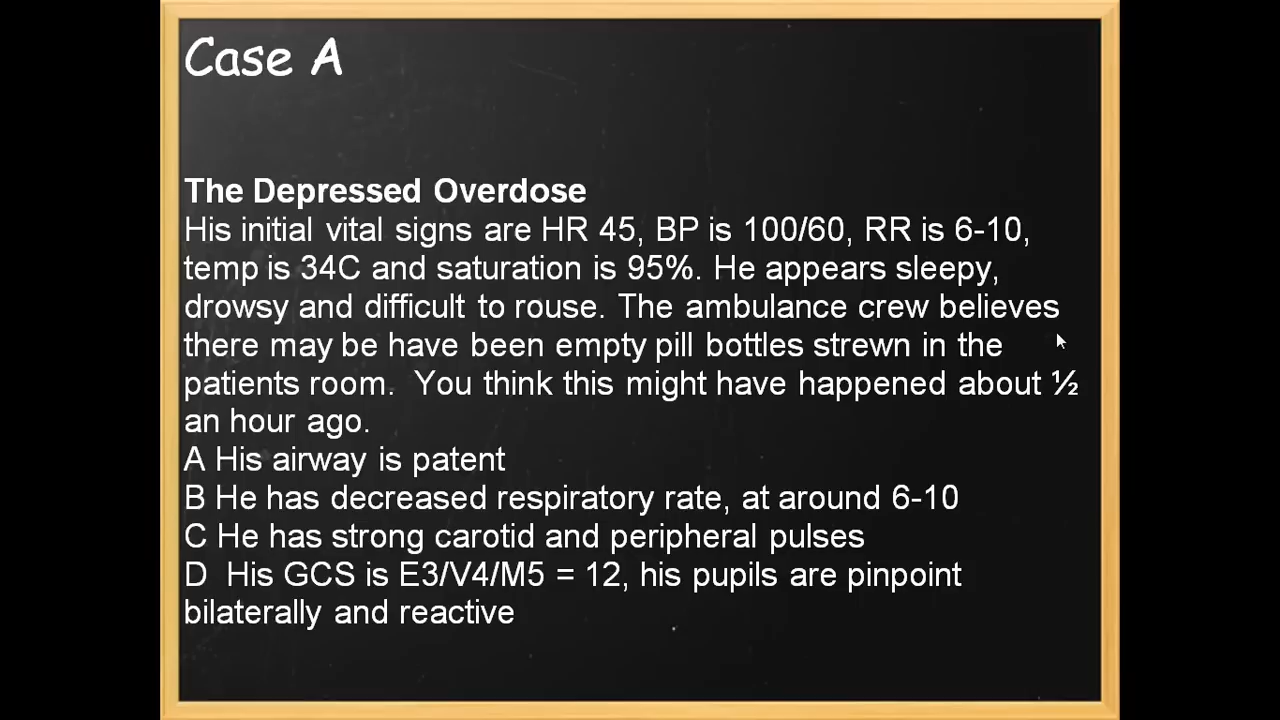 Case A
The Depressed Overdose
His initial vital signs are HR 45, BP is 100/60, RR is 6-10,
temp is 34C and saturation is 95%. He appears sleepy,
drowsy and difficult to rouse. The ambulance crew believes
there may be have been empty pill bottles strewn in the
patients room.  You think this might have happened about ½
an hour ago.
A His airway is patent
B He has decreased respiratory rate, at around 6-10
C He has strong carotid and peripheral pulses
D  His GCS is E3/V4/M5 = 12, his pupils are pinpoint
bilaterally and reactive